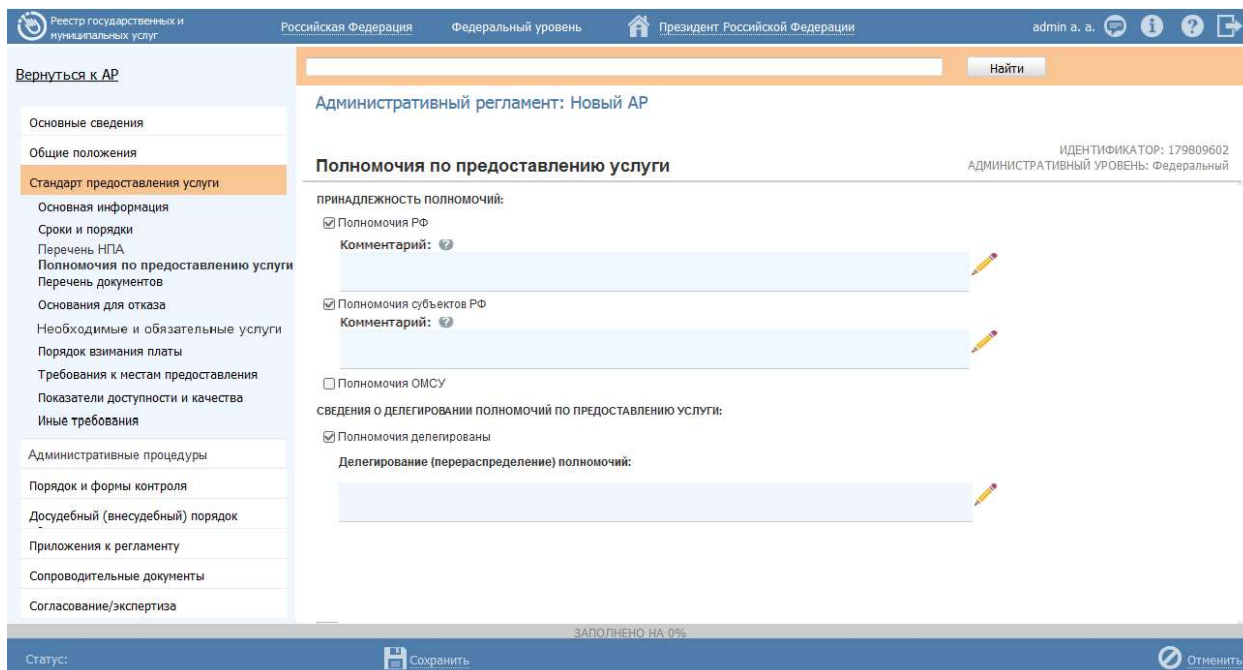 Реестр государственных и
муниципальных услуг
Российская Федерация
Федеральный уровень
Президент Российской Федерации
admin a. a.
Вернуться к АР
Найти
Основные сведения
Общие положения
Стандарт предоставления услуги
Основная информация
Сроки и порядки
Перечень НПА
Полномочия по предоставлению услуги
Перечень документов
Основания для отказа
Необходимые и обязательные услуги
Порядок взимания платы
Требования к местам предоставления
Показатели доступности и качества
Иные требования
Административные процедуры
Порядок и формы контроля
Досудебный (внесудебный) порядок
Приложения к регламенту
Сопроводительные документы
Согласование/экспертиза
Административный регламент: Новый АР
ИДЕНТИФИКАТОР: 179809602
АДМИНИСТРАТИВНЫЙ УРОВЕНЬ: Федеральный
Полномочия по предоставлению услуги
ПРИНАДЛЕЖНОСТЬ ПОЛНОМОЧИЙ:
Полномочия РФ
Комментарий: ?
Полномочия субъектов РФ
Комментарий: ?
Полномочия ОМСУ
СВЕДЕНИЯ О ДЕЛЕГИРОВАНИИ ПОЛНОМОЧИЙ ПО ПРЕДОСТАВЛЕНИЮ УСЛУГИ:
Полномочия делегированы
Делегирование (перераспределение) полномочий:
ЗАПОЛНЕНО НА 0%
Статус:
Сохранить
Отменить